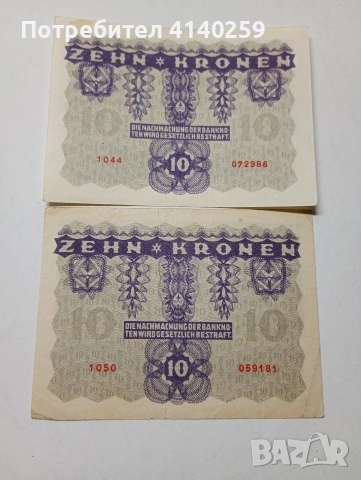 Потребител 4140259
ZEHN KRONEN
10 10
DIE NACHMACHUNG DER BANKNO-
TEN WIRD GESETZLICH BESTRAFT.
1044 10 072986
ZEHN KRONEN
10 10
DIE NACHMACHUNG DER BANKNO-
TEN WIRD GESETZLICH BESTRAFT.
1050 10 059181
BAZAR